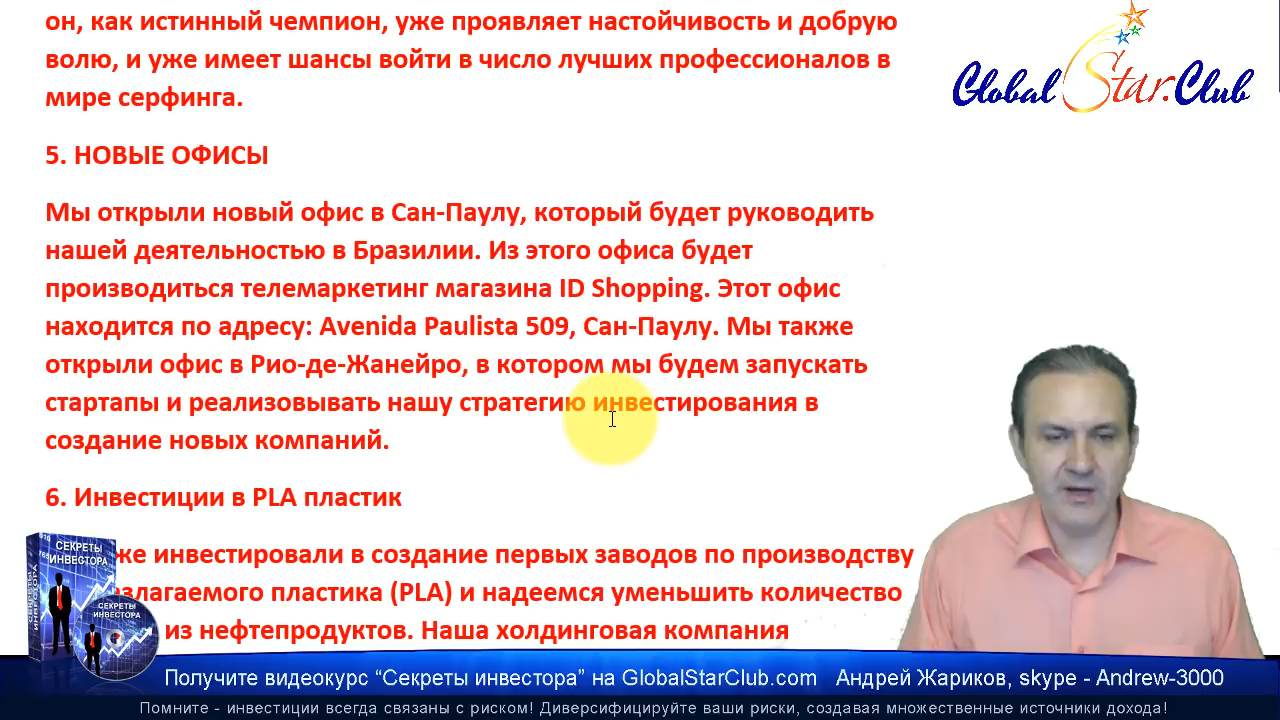 он, как истинный чемпион, уже проявляет настойчивость и добрую
волю, и уже имеет шансы войти в число лучших профессионалов в
мире серфинга.
Global Star.Club
5. НОВЫЕ ОФИСЫ
Мы открыли новый офис в Сан-Паулу, который будет руководить
нашей деятельностью в Бразилии. Из этого офиса будет
производиться телемаркетинг магазина ID Shopping. Этот офис
находится по адресу: Avenida Paulista 509, Сан-Паулу. Мы также
открыли офис в Рио-де-Жанейро, в котором мы будем запускать
стартапы и реализовывать нашу стратегию инвестирования в
создание новых компаний.
6. Инвестиции в PLA пластик
же инвестировали в создание первых заводов по производству
злагаемого пластика (PLA) и надеемся уменьшить количество
из нефтепродуктов. Наша холдинговая компания
СЕКРЕТЫ
ИНВЕСТОРА
СЕКРЕТЫ
ИНВЕСТОРА
Получите видеокурс “Секреты инвестора” на GlobalStarClub.com Андрей Жариков, skype - Andrew-3000
Помните - инвестиции всегда связаны с риском! Диверсифицируйте ваши риски, создавая множественные источники дохода!